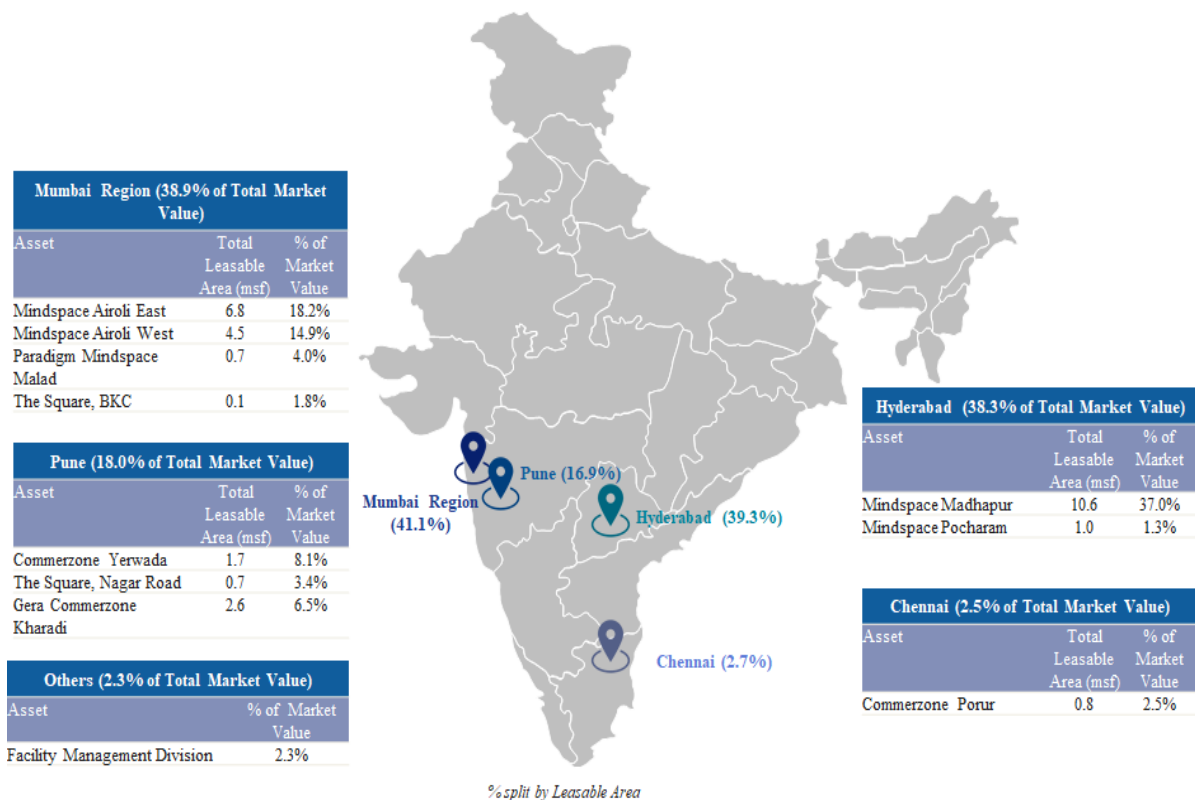 Mumbai Region (38.9% of Total Market
Value)
Asset Total % of
Leasable Market
Area (msf) Value
Mindspace Airoli East 6.8 18.2%
Mindspace Airoli West 4.5 14.9%
Paradigm Mindspace 0.7 4.0%
Malad
The Square, BKC 0.1 1.8%
Pune (18.0% of Total Market Value)
Asset Total % of
Leasable Market
Area (msf) Value
Commerzone Yerwada 1.7 8.1%
The Square, Nagar Road 0.7 3.4%
Gera Commerzone 2.6 6.5%
Kharadi
Others (2.3% of Total Market Value)
Asset % of Market
Value
Facility Management Division 2.3%
Pune (16.9%)
Mumbai Region
(41.1%)
Hyderabad (39.3%)
Chennai (2.7%)
Hyderabad (38.3% of Total Market Value)
Asset Total % of
Leasable Market
Area (msf) Value
Mindspace Madhapur 10.6 37.0%
Mindspace Pocharam 1.0 1.3%
Chennai (2.5% of Total Market Value)
Asset Total % of
Leasable Market
Area (msf) Value
Commerzone Porur 0.8 2.5%
% split by Leasable Area